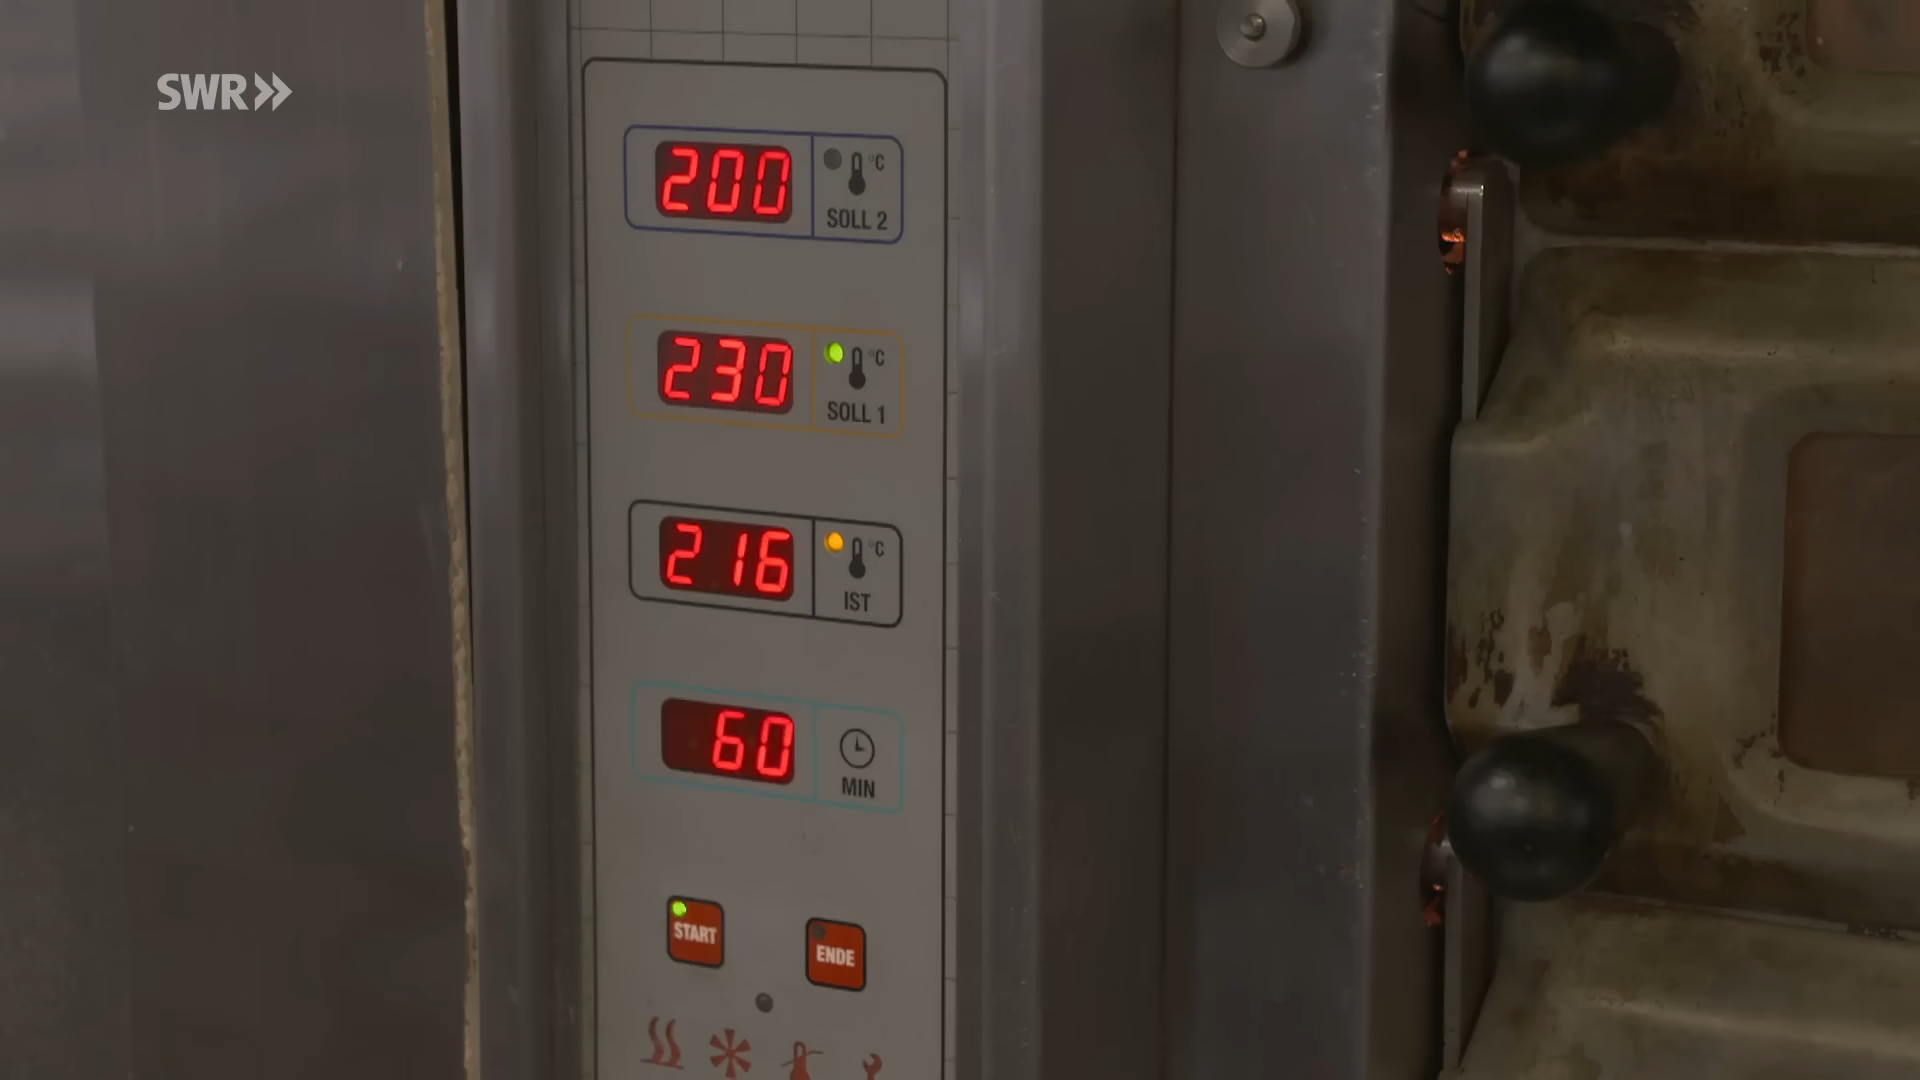 SWR
200
°C
SOLL 2
230
°C
SOLL 1
216
°C
IST
60
MIN
START
ENDE